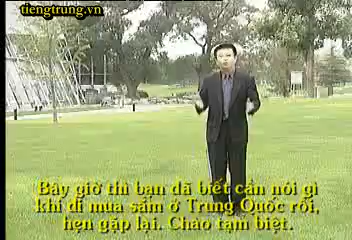 tiengtrung.vn
Bây giờ thì bạn đã biết cần nói gì
khi đi mua sắm ở Trung Quốc rồi,
hẹn gặp lại. Chào tạm biệt.